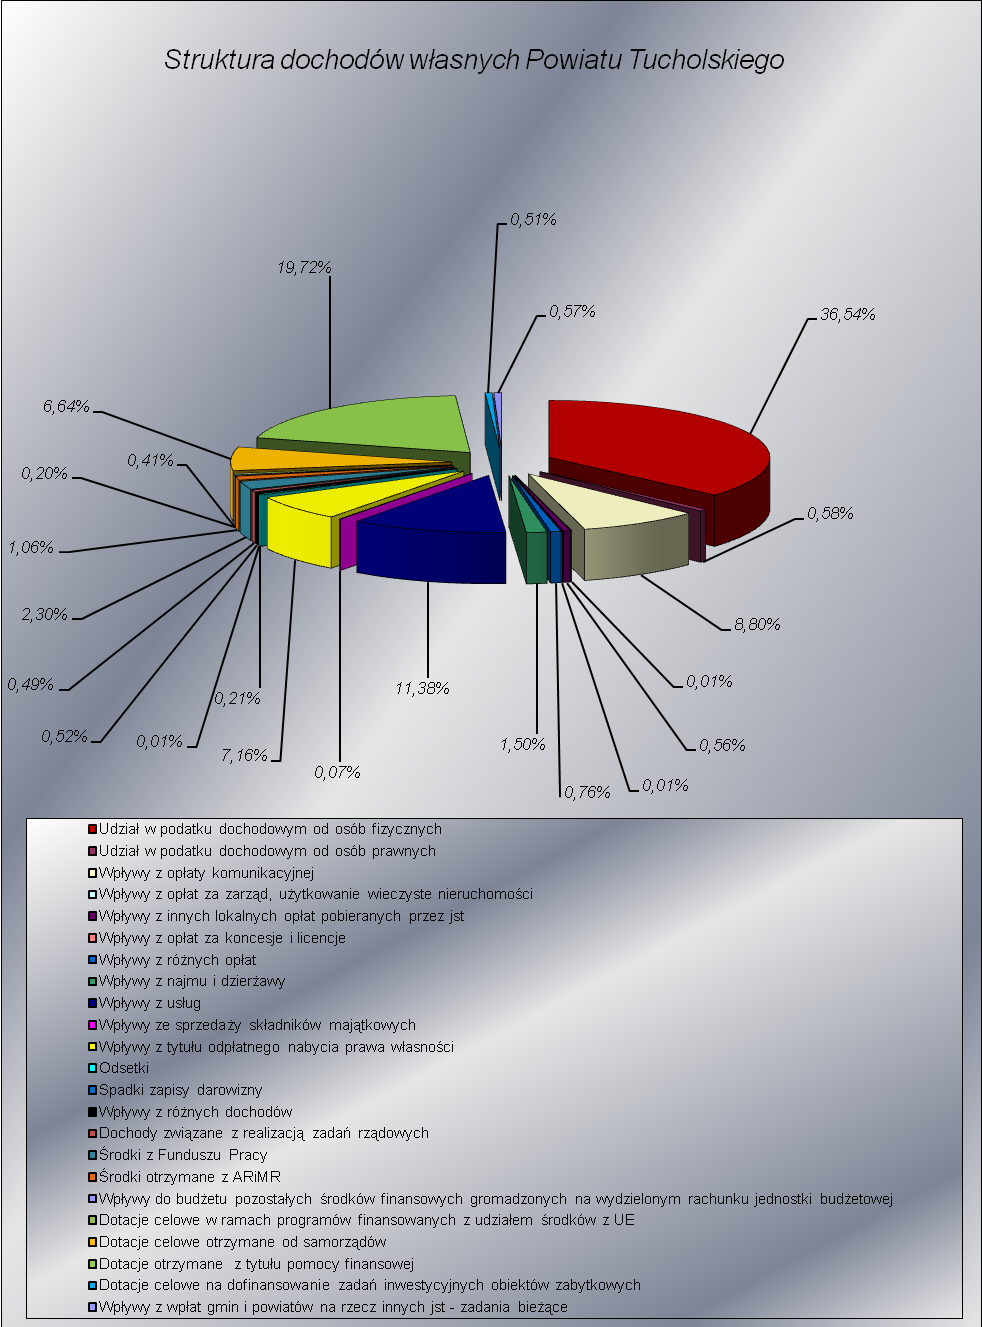 Struktura dochodów własnych Powiatu Tucholskiego
0,51%
19,72%
0,57%
36,54%
6,64%
0,41%
0,20%
0,58%
1,06%
2,30%
8,80%
0,49%
0,21%
11,38%
0,01%
0,52%
0,01%
7,16%
0,07%
1,50%
0,56%
0,76%
0,01%
Udział w podatku dochodowym od osób fizycznych
Udział w podatku dochodowym od osób prawnych
Wpływy z opłaty komunikacyjnej
Wpływy z opłat za zarząd, użytkowanie wieczyste nieruchomości
Wpływy z innych lokalnych opłat pobieranych przez jst
Wpływy z opłat za koncesje i licencje
Wpływy z różnych opłat
Wpływy z najmu i dzierżawy
Wpływy z usług
Wpływy ze sprzedaży składników majątkowych
Wpływy z tytułu odpłatnego nabycia prawa własności
Odsetki
Spadki zapisy darowizny
Wpływy z różnych dochodów
Dochody związane z realizacją zadań rządowych
Środki z Funduszu Pracy
Środki otrzymane z ARiMR
Wpływy do budżetu pozostałych środków finansowych gromadzonych na wydzielonym rachunku jednostki budżetowej
Dotacje celowe w ramach programów finansowanych z udziałem środków z UE
Dotacje celowe otrzymane od samorządów
Dotacje otrzymane z tytułu pomocy finansowej
Dotacje celowe na dofinansowanie zadań inwestycyjnych obiektów zabytkowych
Wpływy z wpłat gmin i powiatów na rzecz innych jst - zadania bieżące